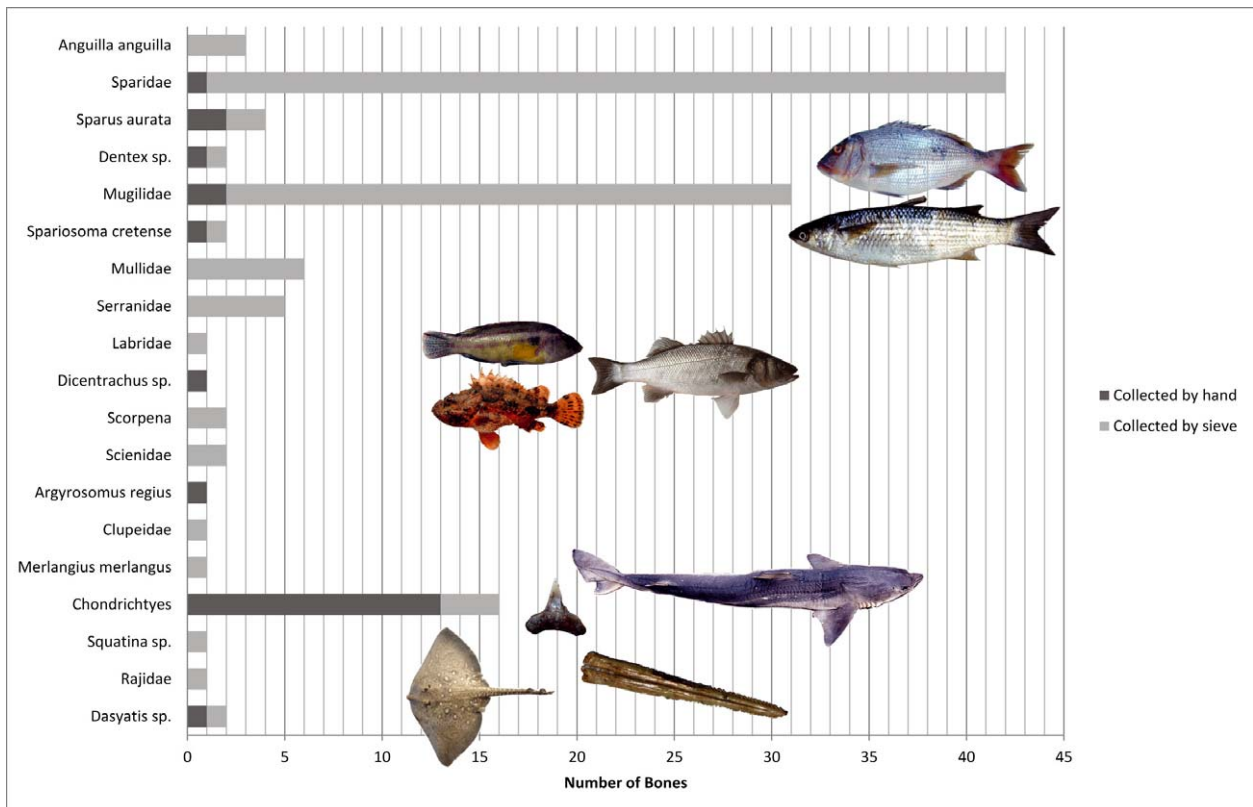 Anguilla anguilla
Sparidae
Sparus aurata
Dentex sp.
Mugilidae
Spariosoma cretense
Mullidae
Serranidae
Labridae
Dicentrachus sp.
Scorpena
Scienidae
Argyrosomus regius
Clupeidae
Merlangius merlangus
Chondrichtyes
Squatina sp.
Rajidae
Dasyatis sp.
0 5 10 15 20 25 30 35 40 45
Number of Bones
Collected by hand
Collected by sieve